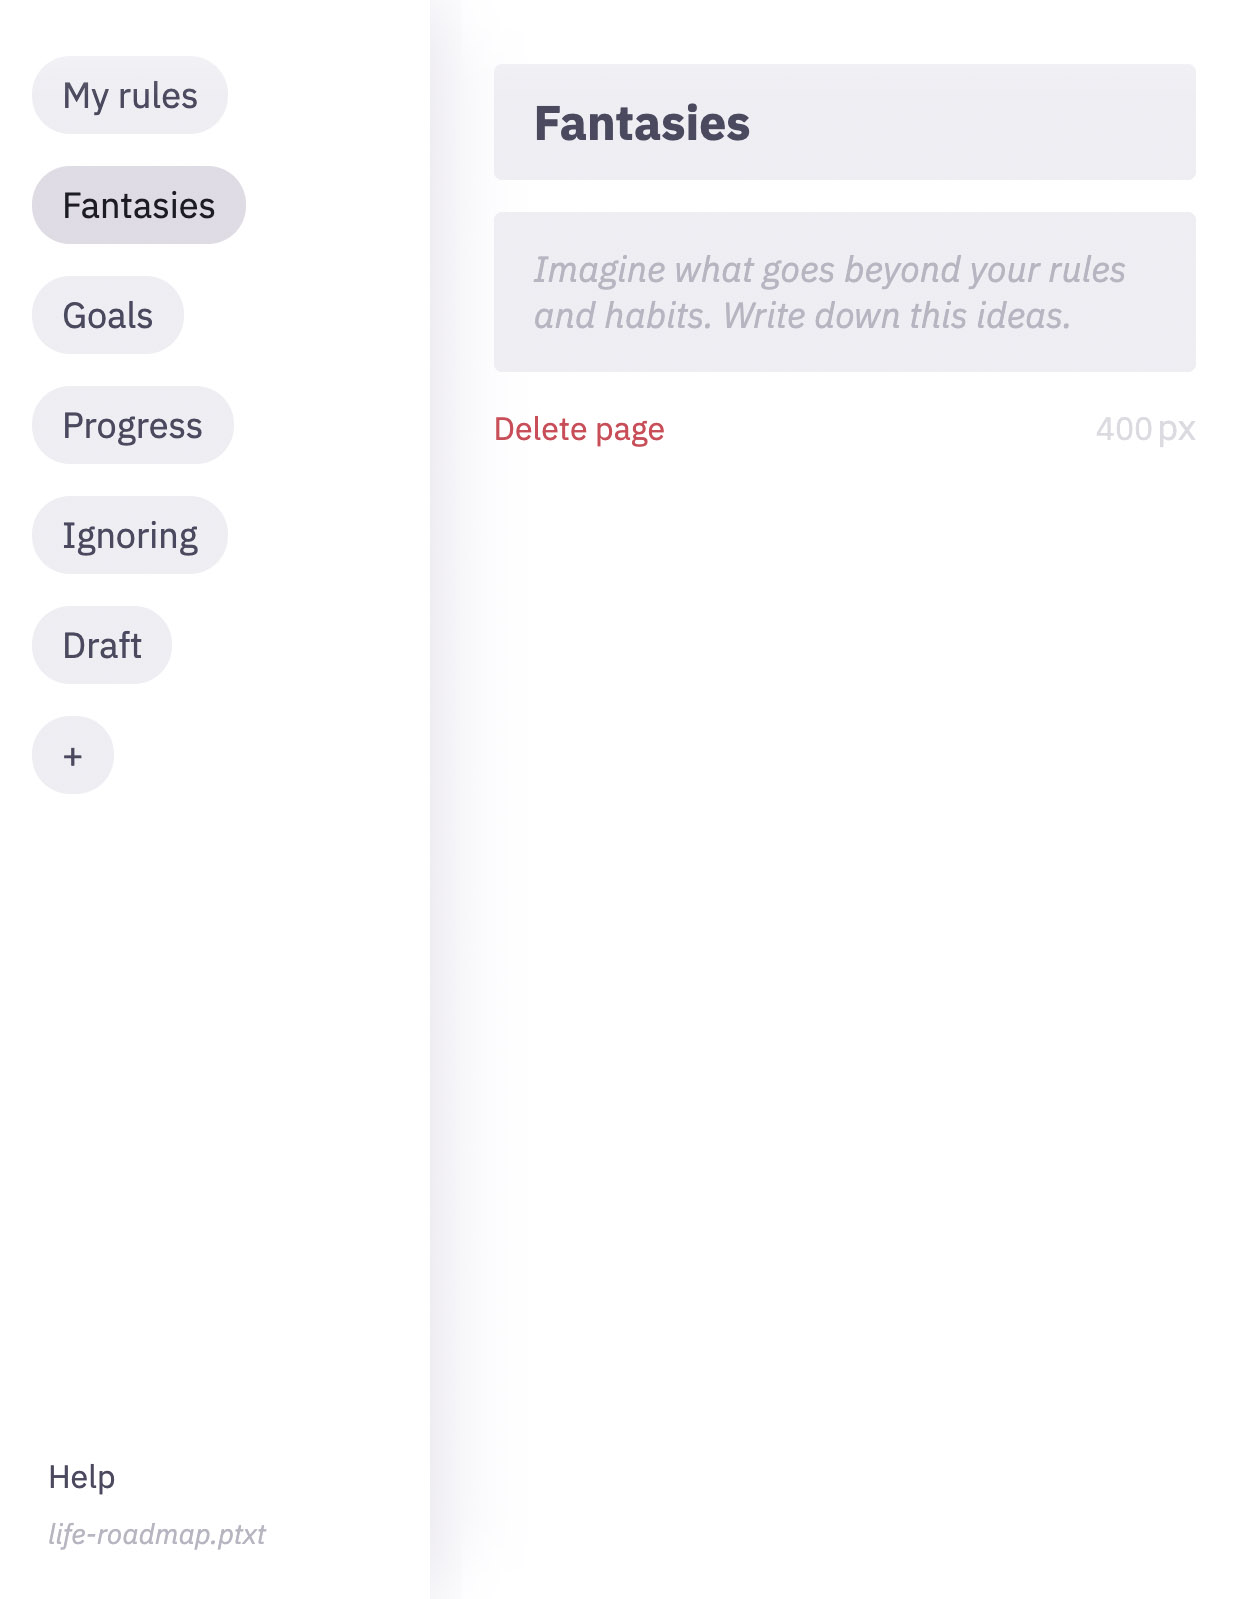 My rules
Fantasies
Goals
Progress
Ignoring
Draft
+
Help
life-roadmap.ptxt
Fantasies
Imagine what goes beyond your rules
and habits. Write down this ideas.
Delete page
400 px